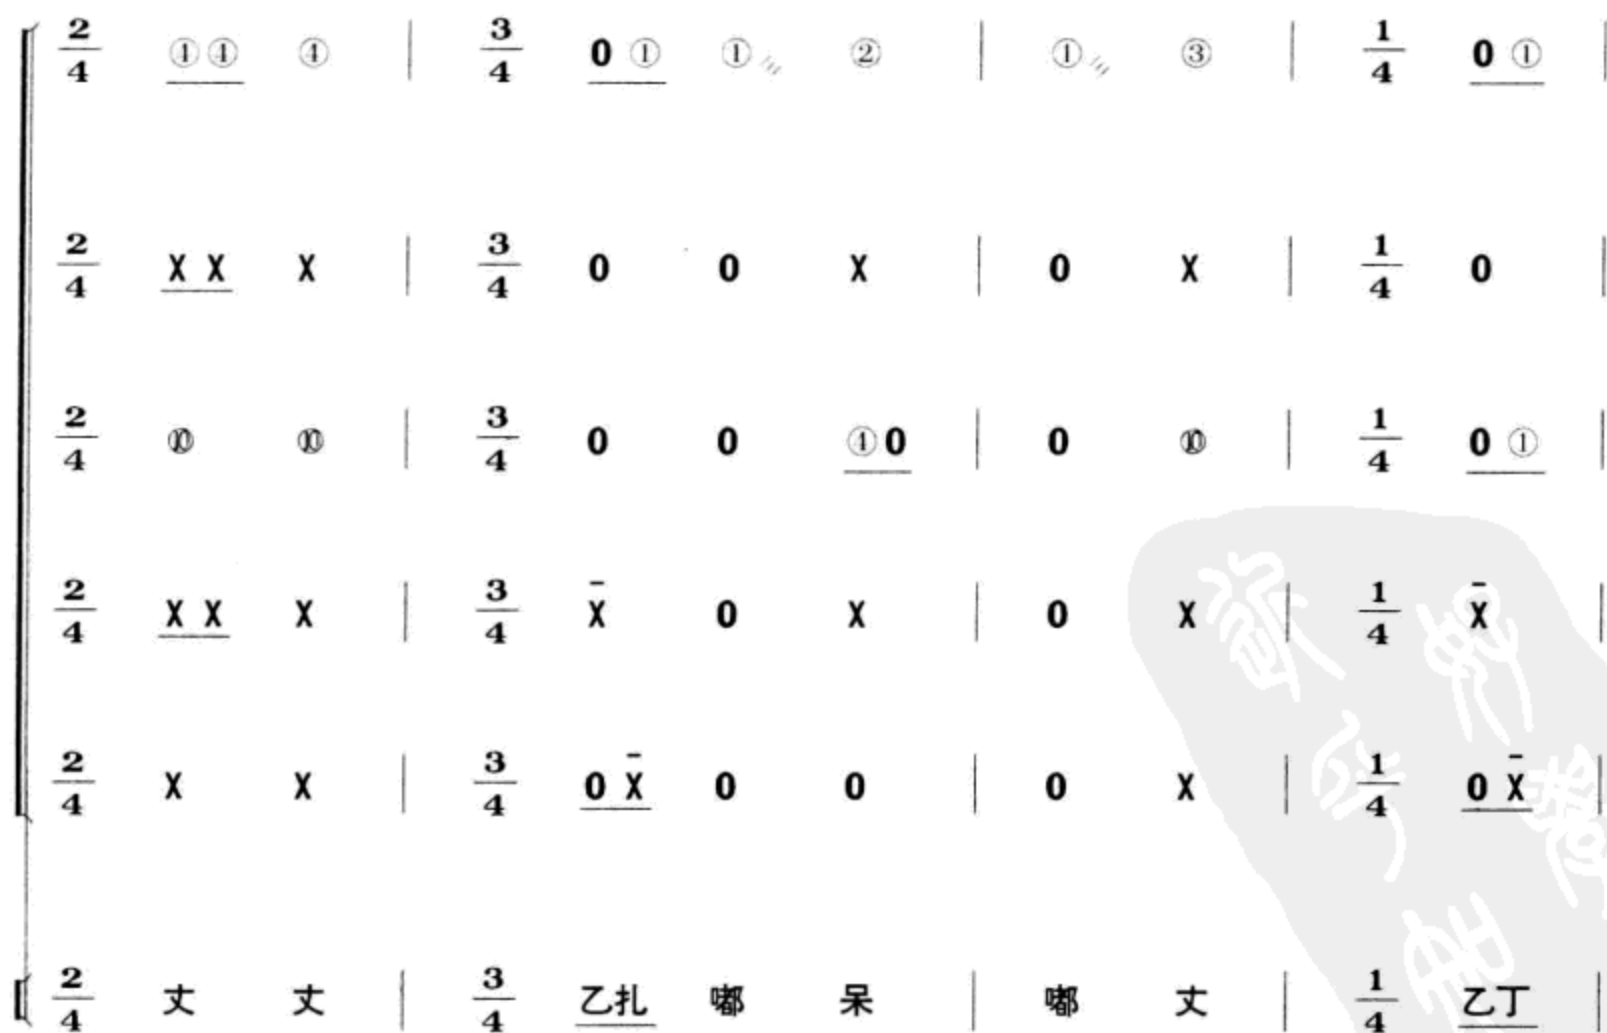 2/4 ④④ ④ | 3/4 0① ① ② | ① ③ | 1/4 0① |
2/4 X X X | 3/4 0 0 X | 0 X | 1/4 0 |
2/4 ⑩ ⑩ | 3/4 0 0 ④0 | 0 ⑩ | 1/4 0① |
2/4 X X X | 3/4 X 0 X | 0 X | 1/4 X |
2/4 X X | 3/4 0 X 0 0 | 0 X | 1/4 0 X |
2/4 丈 丈 | 3/4 乙扎 嘟 呆 | 嘟 丈 | 1/4 乙丁 |